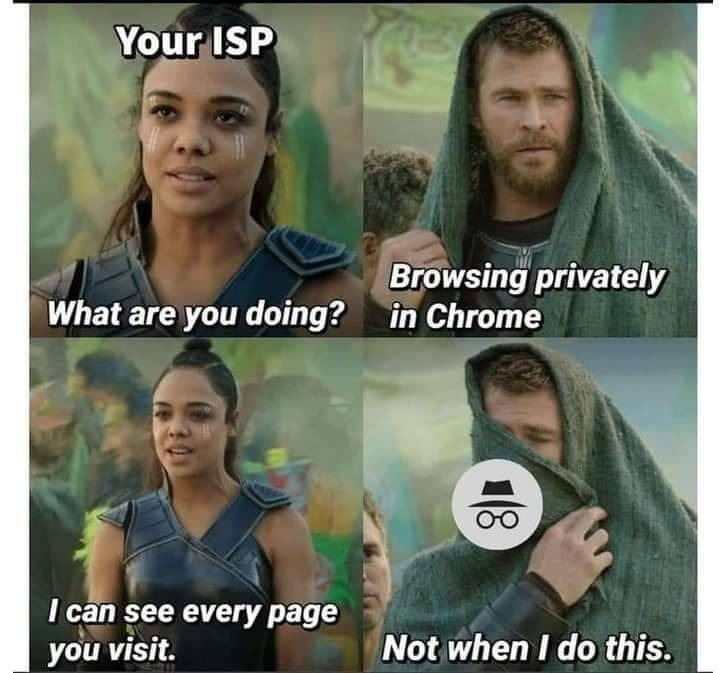 Your ISP
What are you doing?
Browsing privately
in Chrome
I can see every page
you visit.
Not when I do this.